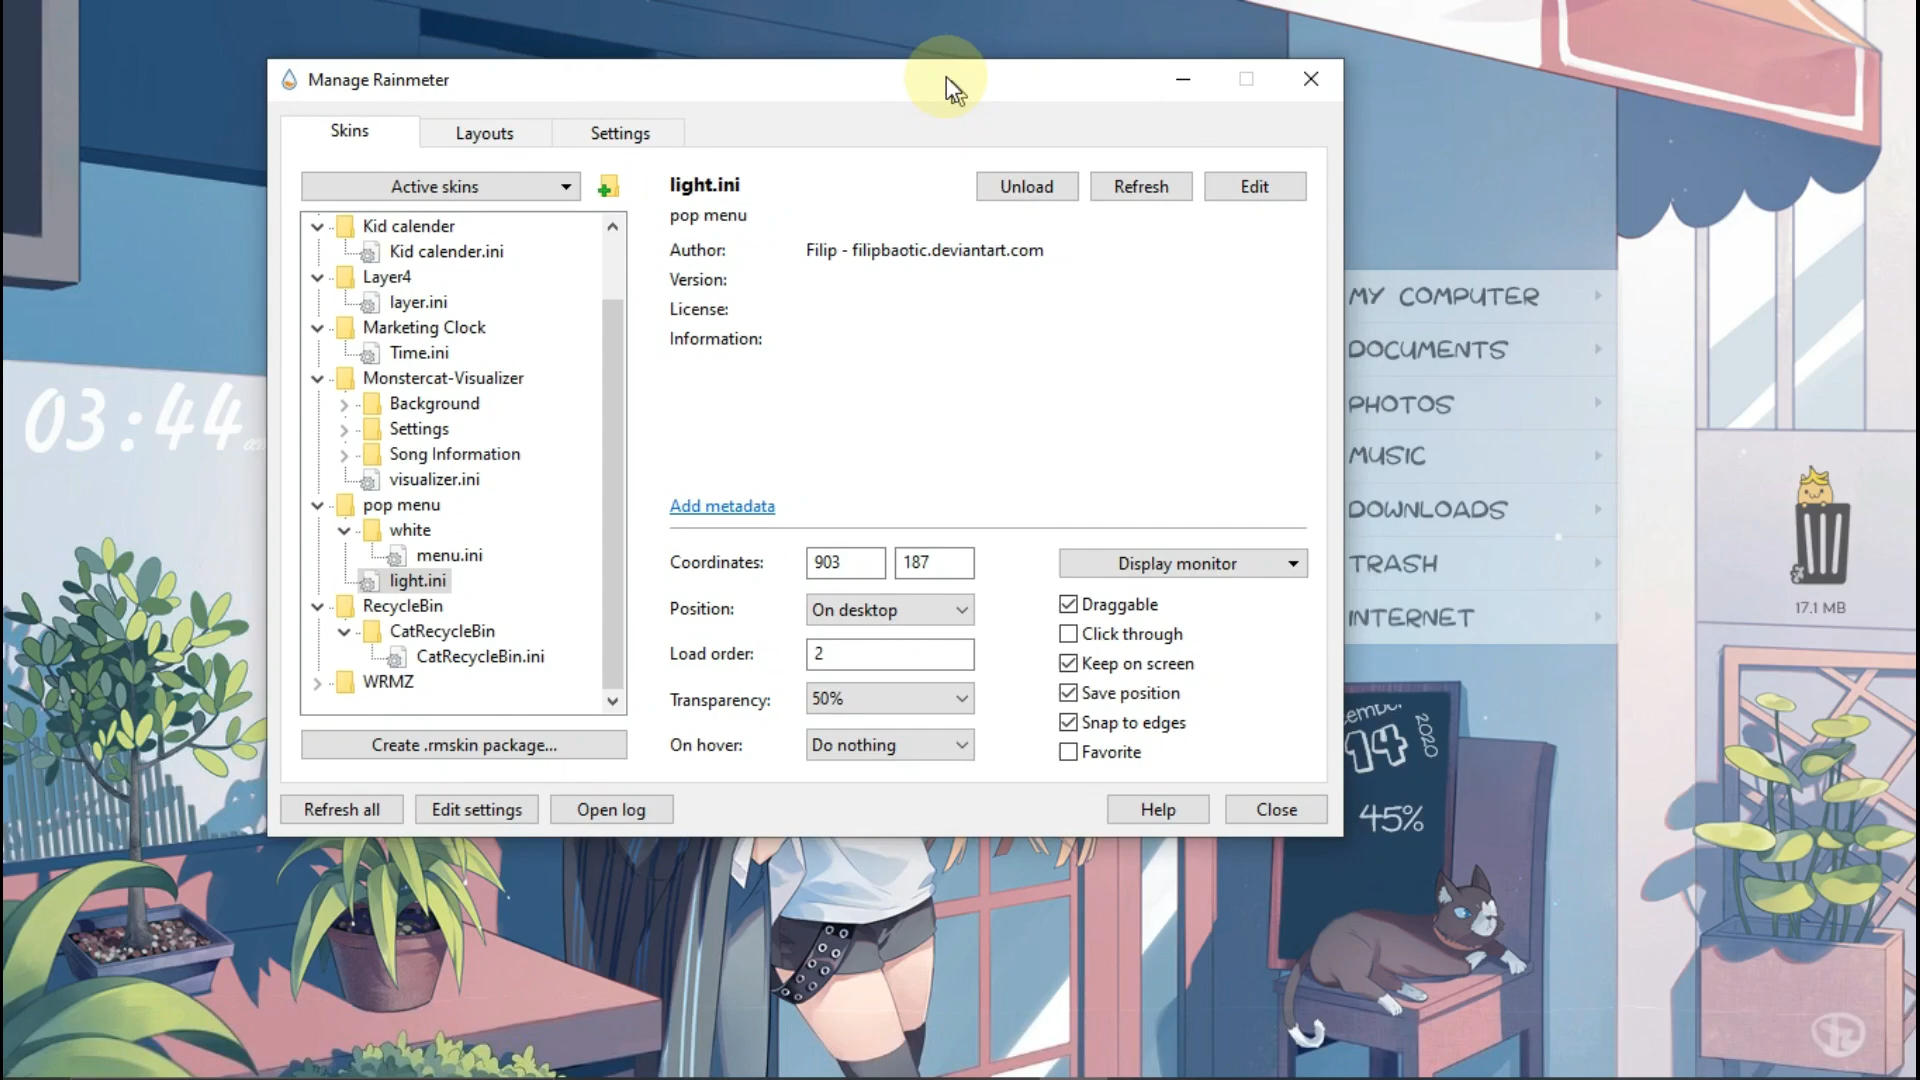 Manage Rainmeter
Skins
Layouts
Settings
Active skins
Kid calender
Kid calender.ini
Layer4
layer.ini
Marketing Clock
Time.ini
Monstercat-Visualizer
Background
Settings
Song Information
visualizer.ini
pop menu
white
menu.ini
light.ini
RecycleBin
CatRecycleBin
CatRecycleBin.ini
WRMZ
Create .rmskin package...
light.ini
Unload
Refresh
Edit
pop menu
Author: Filip - filipbaotic.deviantart.com
Version:
License:
Information:
Add metadata
Coordinates: 903 187
Position: On desktop
Load order: 2
Transparency: 50%
On hover: Do nothing
Display monitor
Draggable
Click through
Keep on screen
Save position
Snap to edges
Favorite
Refresh all
Edit settings
Open log
Help
Close
03:44
MY COMPUTER
DOCUMENTS
PHOTOS
MUSIC
DOWNLOADS
TRASH
INTERNET
17.1 MB
14
2020
45%